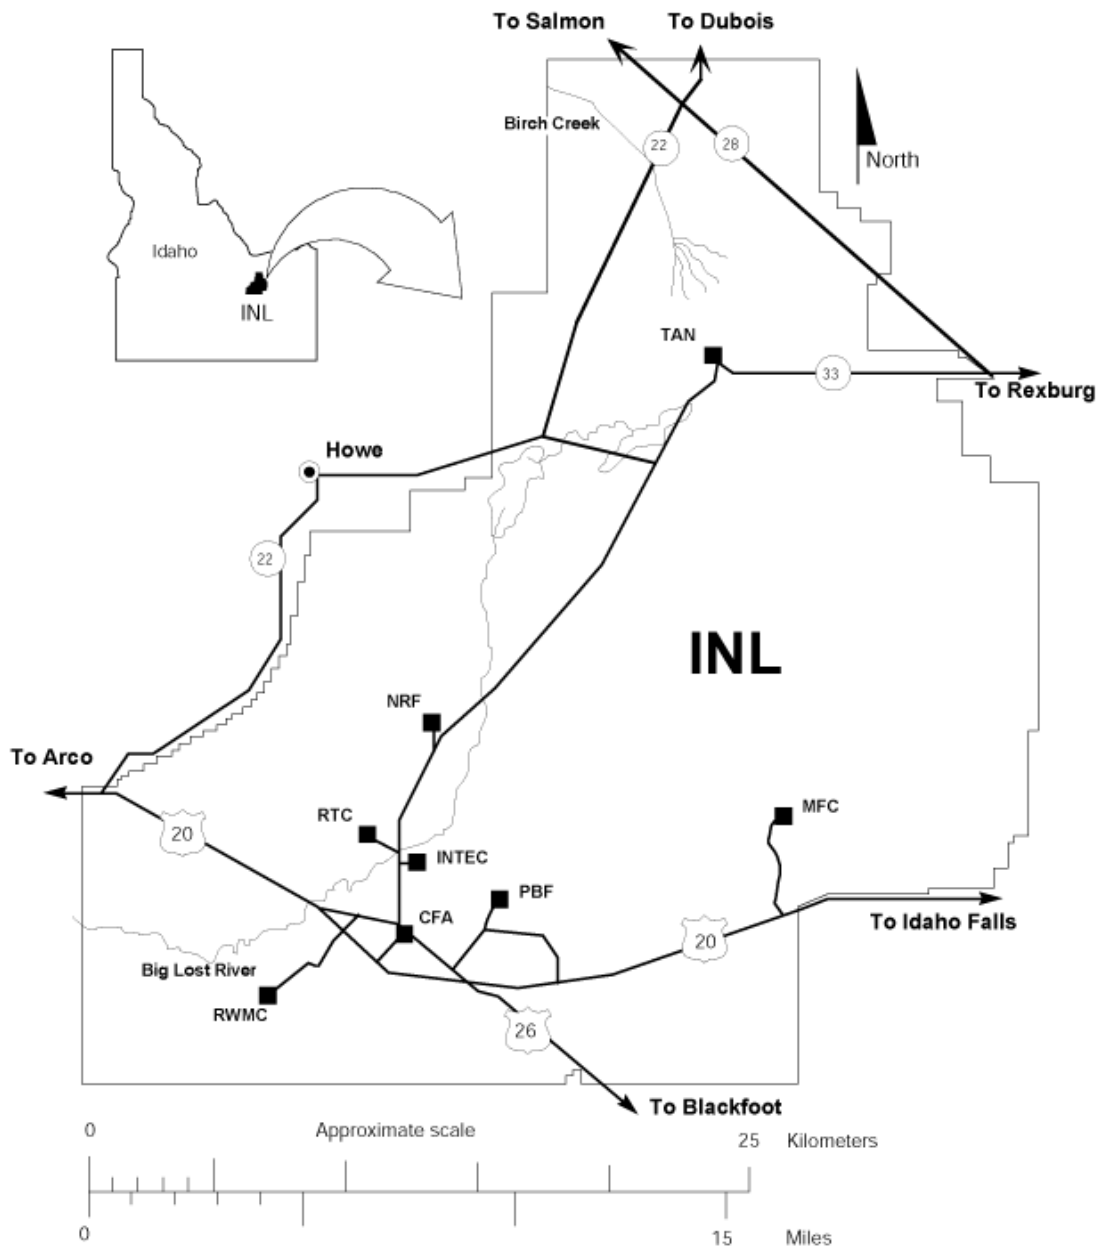 To Salmon
To Dubois
Birch Creek
22
28
North
Idaho
INL
TAN
33
To Rexburg
Howe
22
INL
NRF
To Arco
20
RTC
MFC
INTEC
PBF
CFA
To Idaho Falls
20
Big Lost River
RWMC
26
To Blackfoot
0
Approximate scale
25
Kilometers
0
15
Miles